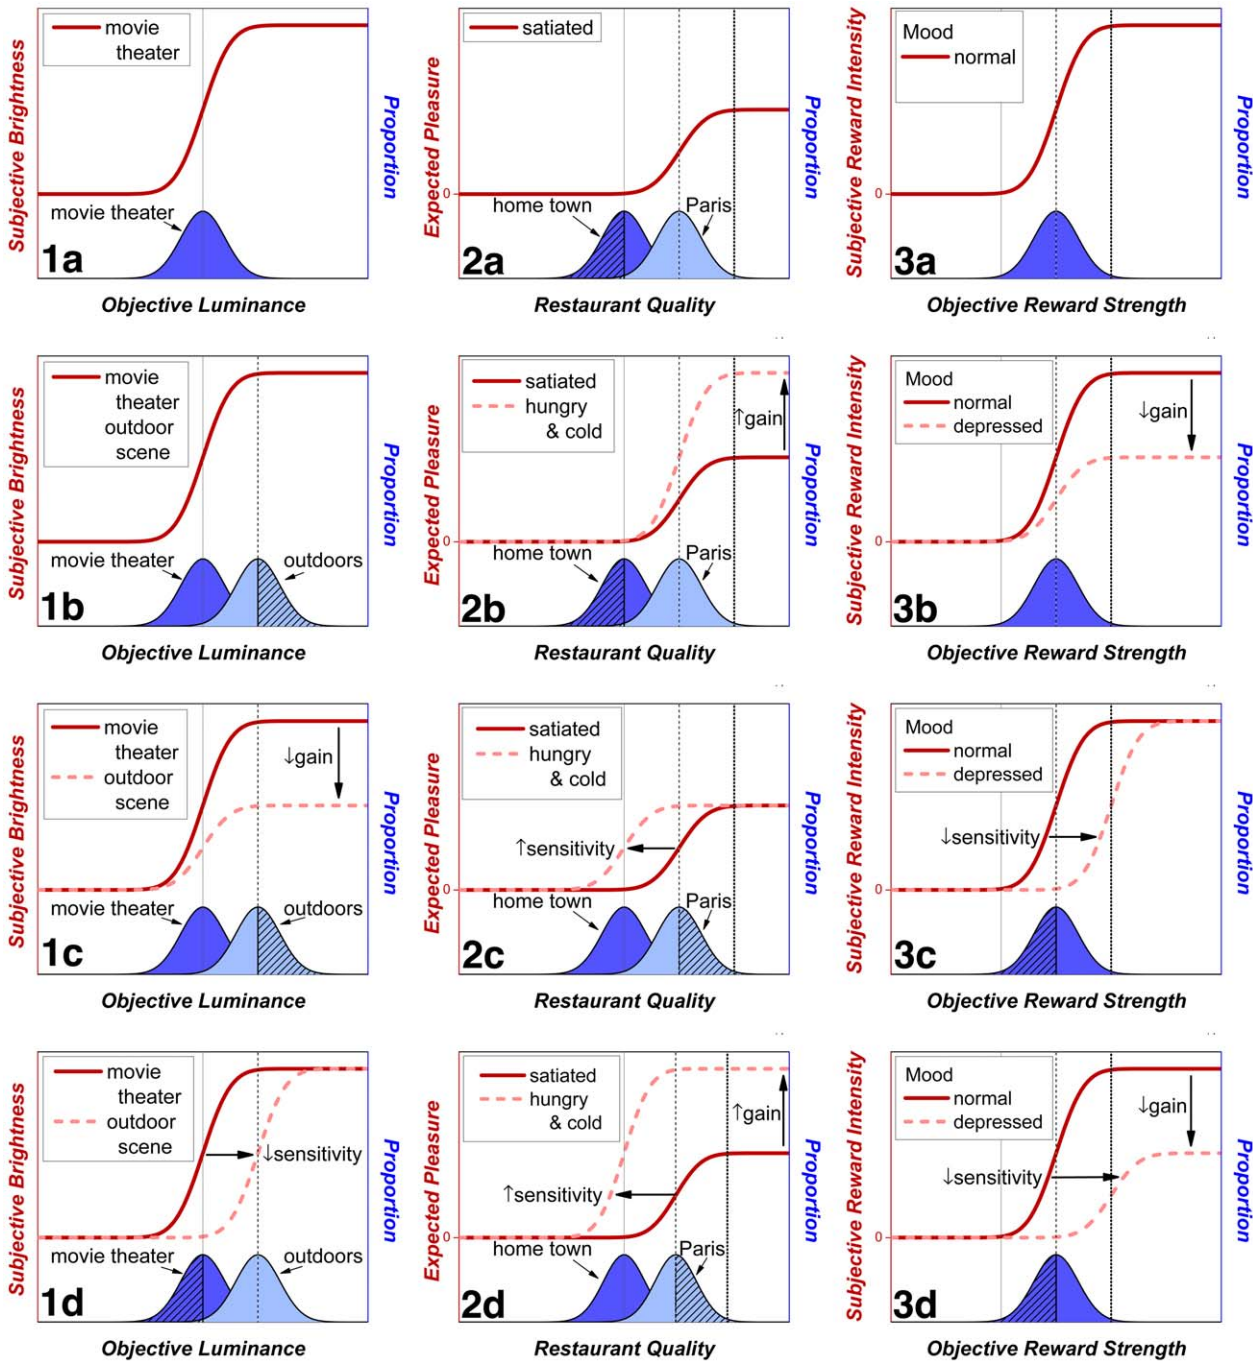 Subjective Brightness
movie
theater
movie theater
1a
Proportion
Objective Luminance
Expected Pleasure
satiated
0
home town
Paris
2a
Proportion
Restaurant Quality
Subjective Reward Intensity
Mood
normal
0
3a
Proportion
Objective Reward Strength
Subjective Brightness
movie
theater
outdoor
scene
movie theater
outdoors
1b
Proportion
Objective Luminance
Expected Pleasure
satiated
hungry
& cold
↑gain
0
home town
Paris
2b
Proportion
Restaurant Quality
Subjective Reward Intensity
Mood
normal
depressed
↓gain
0
3b
Proportion
Objective Reward Strength
Subjective Brightness
movie
theater
outdoor
scene
↓gain
movie theater
outdoors
1c
Proportion
Objective Luminance
Expected Pleasure
satiated
hungry
& cold
↑sensitivity
0
home town
Paris
2c
Proportion
Restaurant Quality
Subjective Reward Intensity
Mood
normal
depressed
↓sensitivity
0
3c
Proportion
Objective Reward Strength
Subjective Brightness
movie
theater
outdoor
scene
↓sensitivity
movie theater
outdoors
1d
Proportion
Objective Luminance
Expected Pleasure
satiated
hungry
& cold
↑gain
↑sensitivity
0
home town
Paris
2d
Proportion
Restaurant Quality
Subjective Reward Intensity
Mood
normal
depressed
↓gain
↓sensitivity
0
3d
Proportion
Objective Reward Strength